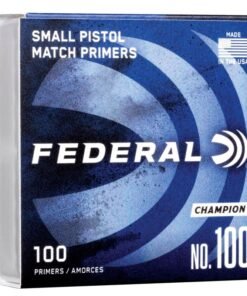 SMALL PISTOL
MATCH PRIMERS
MADE
IN THE USA
FEDERAL
CHAMPION
100
PRIMERS / AMORCES
NO. 100